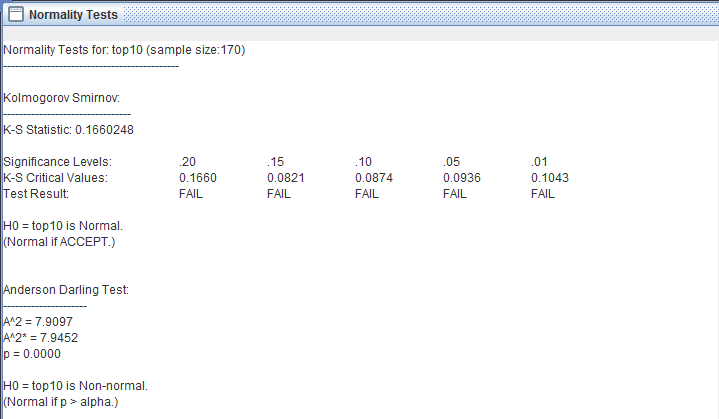 Normality Tests
Normality Tests for: top10 (sample size:170)
--------------------------------------------
Kolmogorov Smirnov:
--------------------------------
K-S Statistic: 0.1660248
Significance Levels: .20 .15 .10 .05 .01
K-S Critical Values: 0.1660 0.0821 0.0874 0.0936 0.1043
Test Result: FAIL FAIL FAIL FAIL FAIL
H0 = top10 is Normal.
(Normal if ACCEPT.)
Anderson Darling Test:
---------------------
A^2 = 7.9097
A^2* = 7.9452
p = 0.0000
H0 = top10 is Non-normal.
(Normal if p > alpha.)